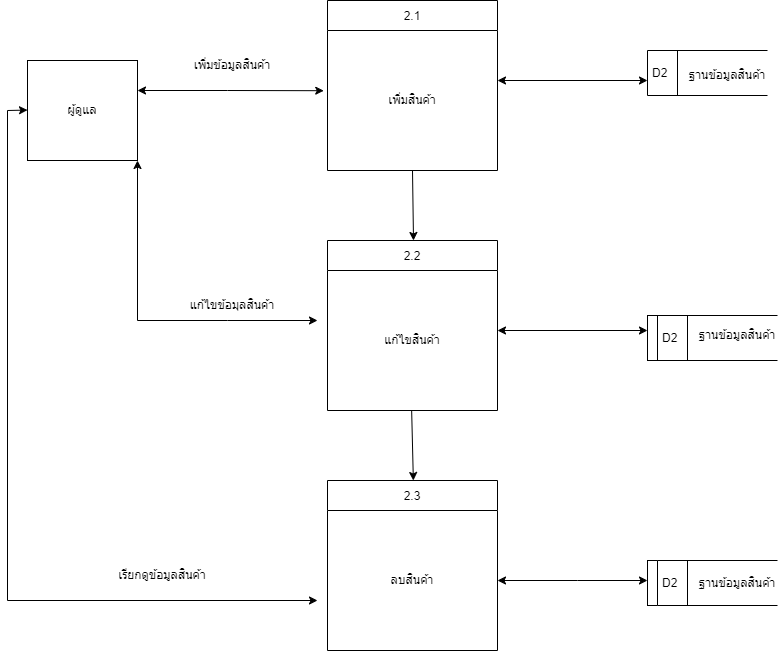 2.1
เพิ่มข้อมูลสินค้า
D2
ฐานข้อมูลสินค้า
ผู้ดูแล
เพิ่มสินค้า
2.2
แก้ไขข้อมูลสินค้า
แก้ไขสินค้า
D2
ฐานข้อมูลสินค้า
2.3
เรียกดูข้อมูลสินค้า
ลบสินค้า
D2
ฐานข้อมูลสินค้า